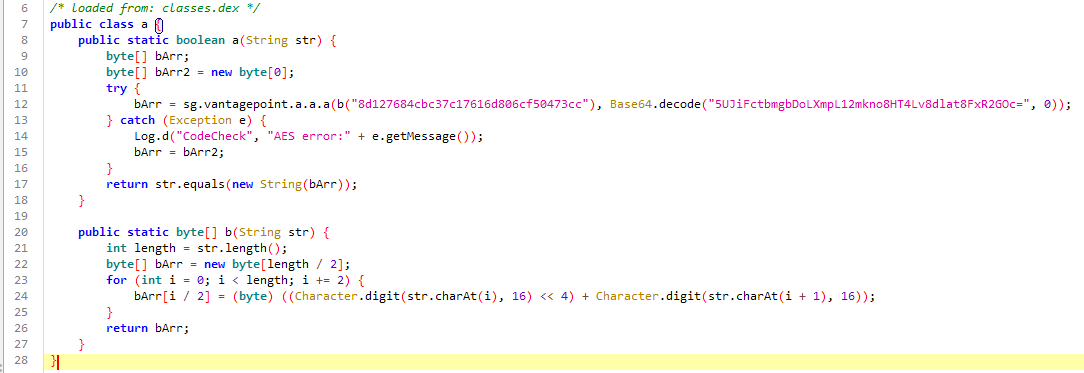 6 /* loaded from: classes.dex */
7 public class a {
8 public static boolean a(String str) {
9 byte[] bArr;
10 byte[] bArr2 = new byte[0];
11 try {
12 bArr = sg.vantagepoint.a.a.a(b("8d127684cbc37c17616d806cf50473cc"), Base64.decode("5UJiFctbmgbDoLXmpL12mkno8HT4Lv8dlat8FxR2GOc=", 0));
13 } catch (Exception e) {
14 Log.d("CodeCheck", "AES error:" + e.getMessage());
15 bArr = bArr2;
16 }
17 return str.equals(new String(bArr));
18 }
19
20 public static byte[] b(String str) {
21 int length = str.length();
22 byte[] bArr = new byte[length / 2];
23 for (int i = 0; i < length; i += 2) {
24 bArr[i / 2] = (byte) ((Character.digit(str.charAt(i), 16) << 4) + Character.digit(str.charAt(i + 1), 16));
25 }
26 return bArr;
27 }
28 }